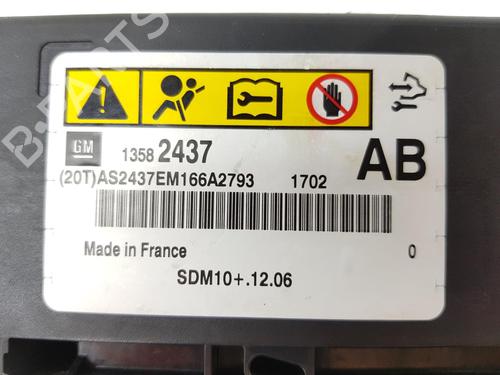 B-PARTS
GM
1358 2437
AB
(20T)AS2437EM166A2793 1702
Made in France
0
SDM10+.12.06